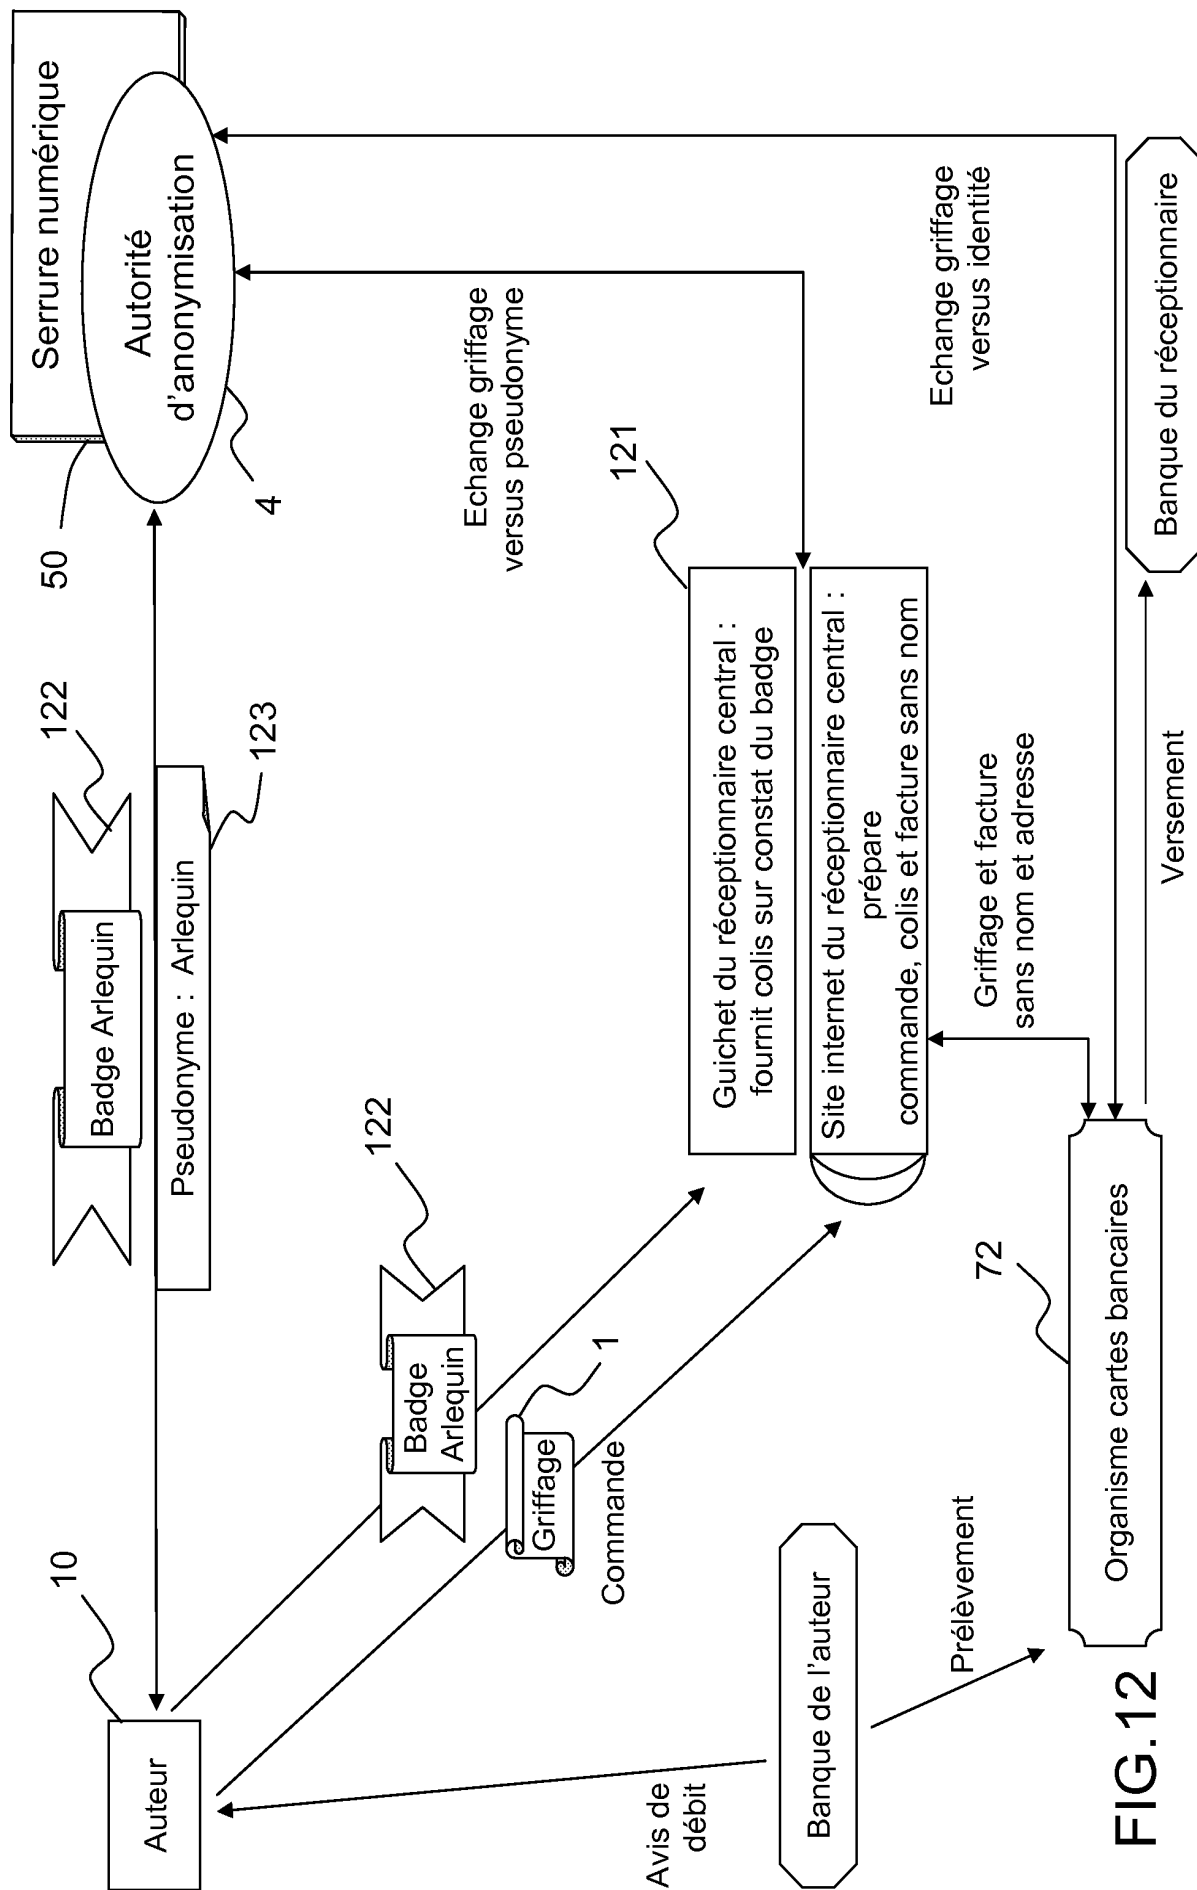 Serrure numérique
Autorité
d'anonymisation
50
4
122
Badge Arlequin
Pseudonyme : Arlequin
123
10
Auteur
Echange griffage
versus pseudonyme
Echange griffage
versus identité
122
Badge
Arlequin
1
Griffage
Commande
121
Guichet du réceptionnaire central :
fournit colis sur constat du badge
Site internet du réceptionnaire central :
prépare
commande, colis et facture sans nom
Griffage et facture
sans nom et adresse
Avis de
débit
Banque de l'auteur
Prélèvement
72
Organisme cartes bancaires
Versement
Banque du réceptionnaire
FIG.12